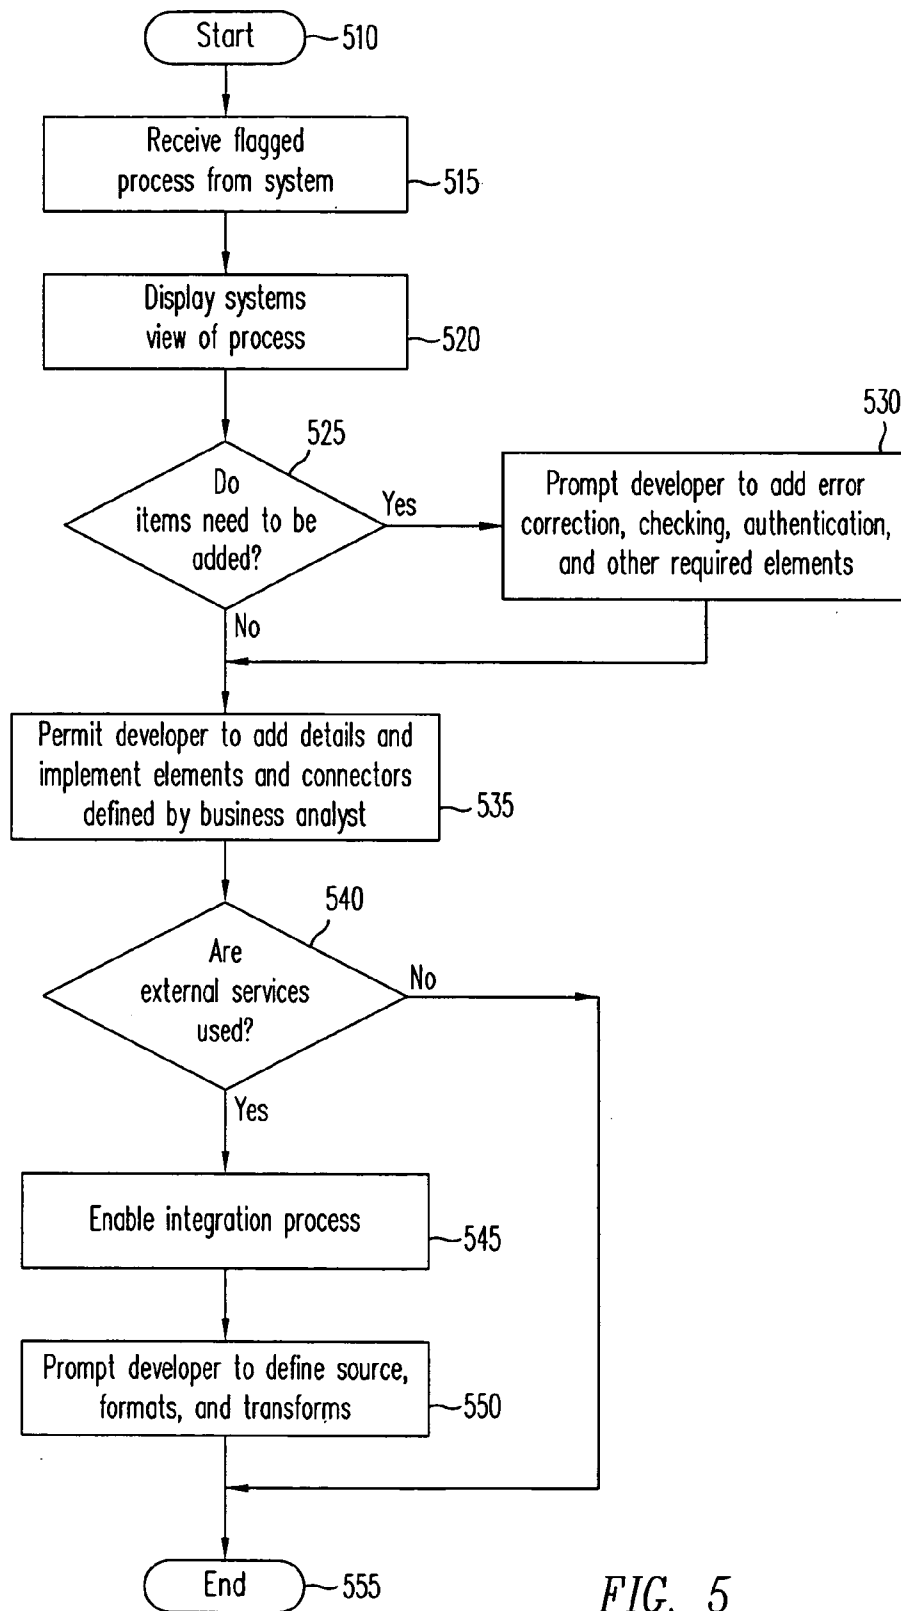 Start
510
Receive flagged
process from system
515
Display systems
view of process
520
525
Do
items need to be
added?
Yes
530
Prompt developer to add error
correction, checking, authentication,
and other required elements
No
Permit developer to add details and
implement elements and connectors
defined by business analyst
535
540
Are
external services
used?
No
Yes
Enable integration process
545
Prompt developer to define source,
formats, and transforms
550
End
555
FIG. 5